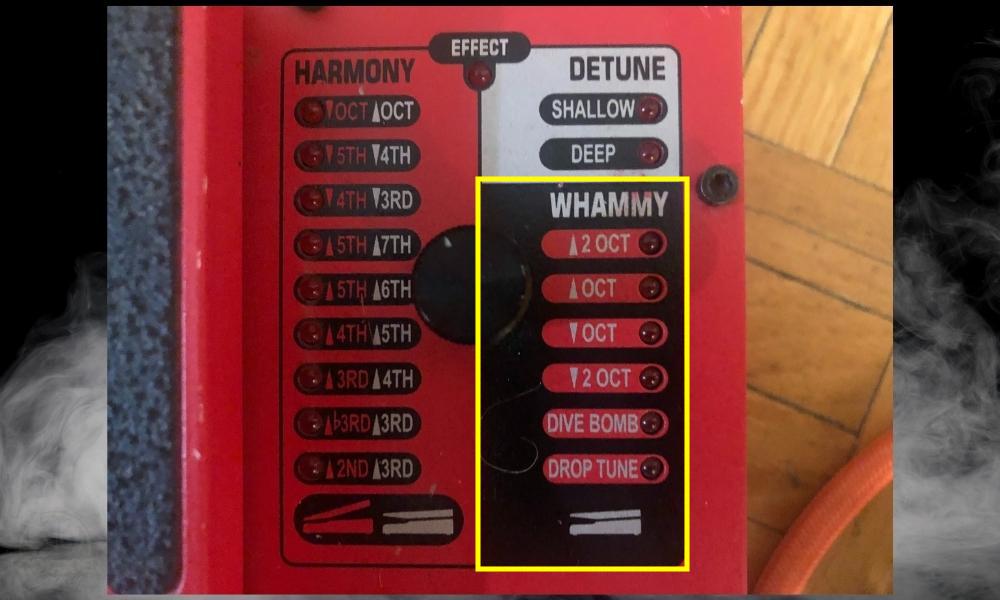 EFFECT
HARMONY
▼OCT ▲OCT
▼5TH ▼4TH
▼4TH ▼3RD
▲5TH ▲7TH
▲5TH ▲6TH
▲4TH ▲5TH
▲3RD ▲4TH
▲♭3RD ▲3RD
▲2ND ▲3RD
DETUNE
SHALLOW
DEEP
WHAMMY
▲2 OCT
▲OCT
▼OCT
▼2 OCT
DIVE BOMB
DROP TUNE